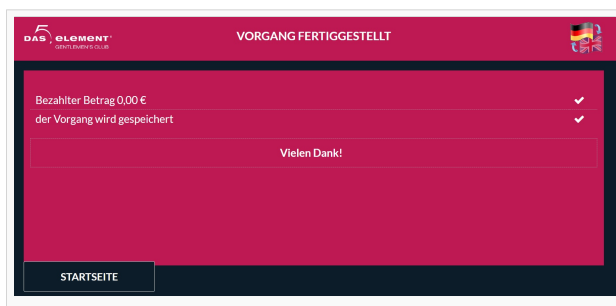 5
DAS ELEMENT
GENTLEMEN'S CLUB
VORGANG FERTIGGESTELLT
Bezahlter Betrag 0,00 €
der Vorgang wird gespeichert
Vielen Dank!
STARTSEITE